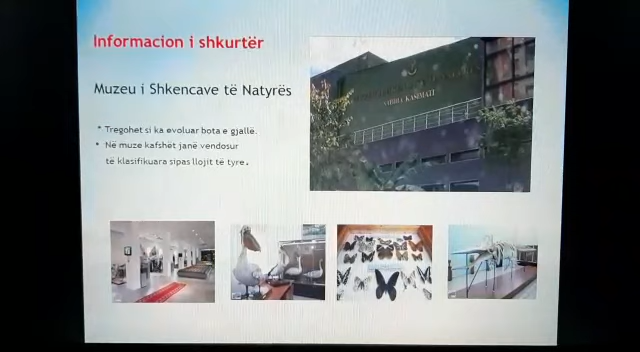 Informacion i shkurtër
Muzeu i Shkencave të Natyrës
• Tregohet si ka evoluar bota e gjallë.
• Në muze kafshët janë vendosur
të klasifikuara sipas llojit të tyre.